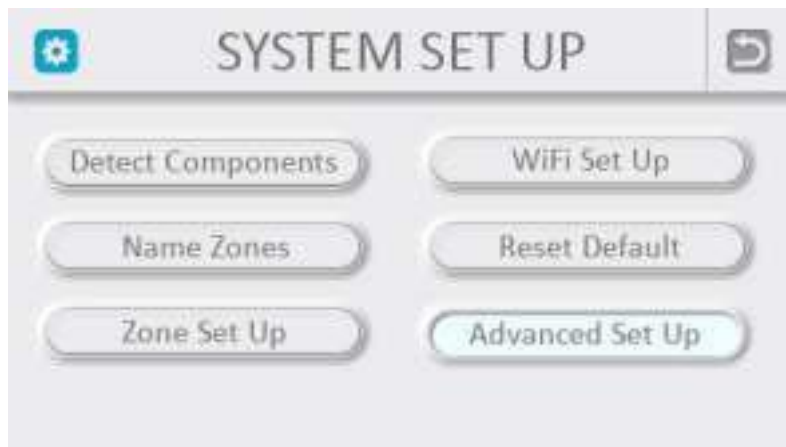 SYSTEM SET UP
Detect Components
WiFi Set Up
Name Zones
Reset Default
Zone Set Up
Advanced Set Up